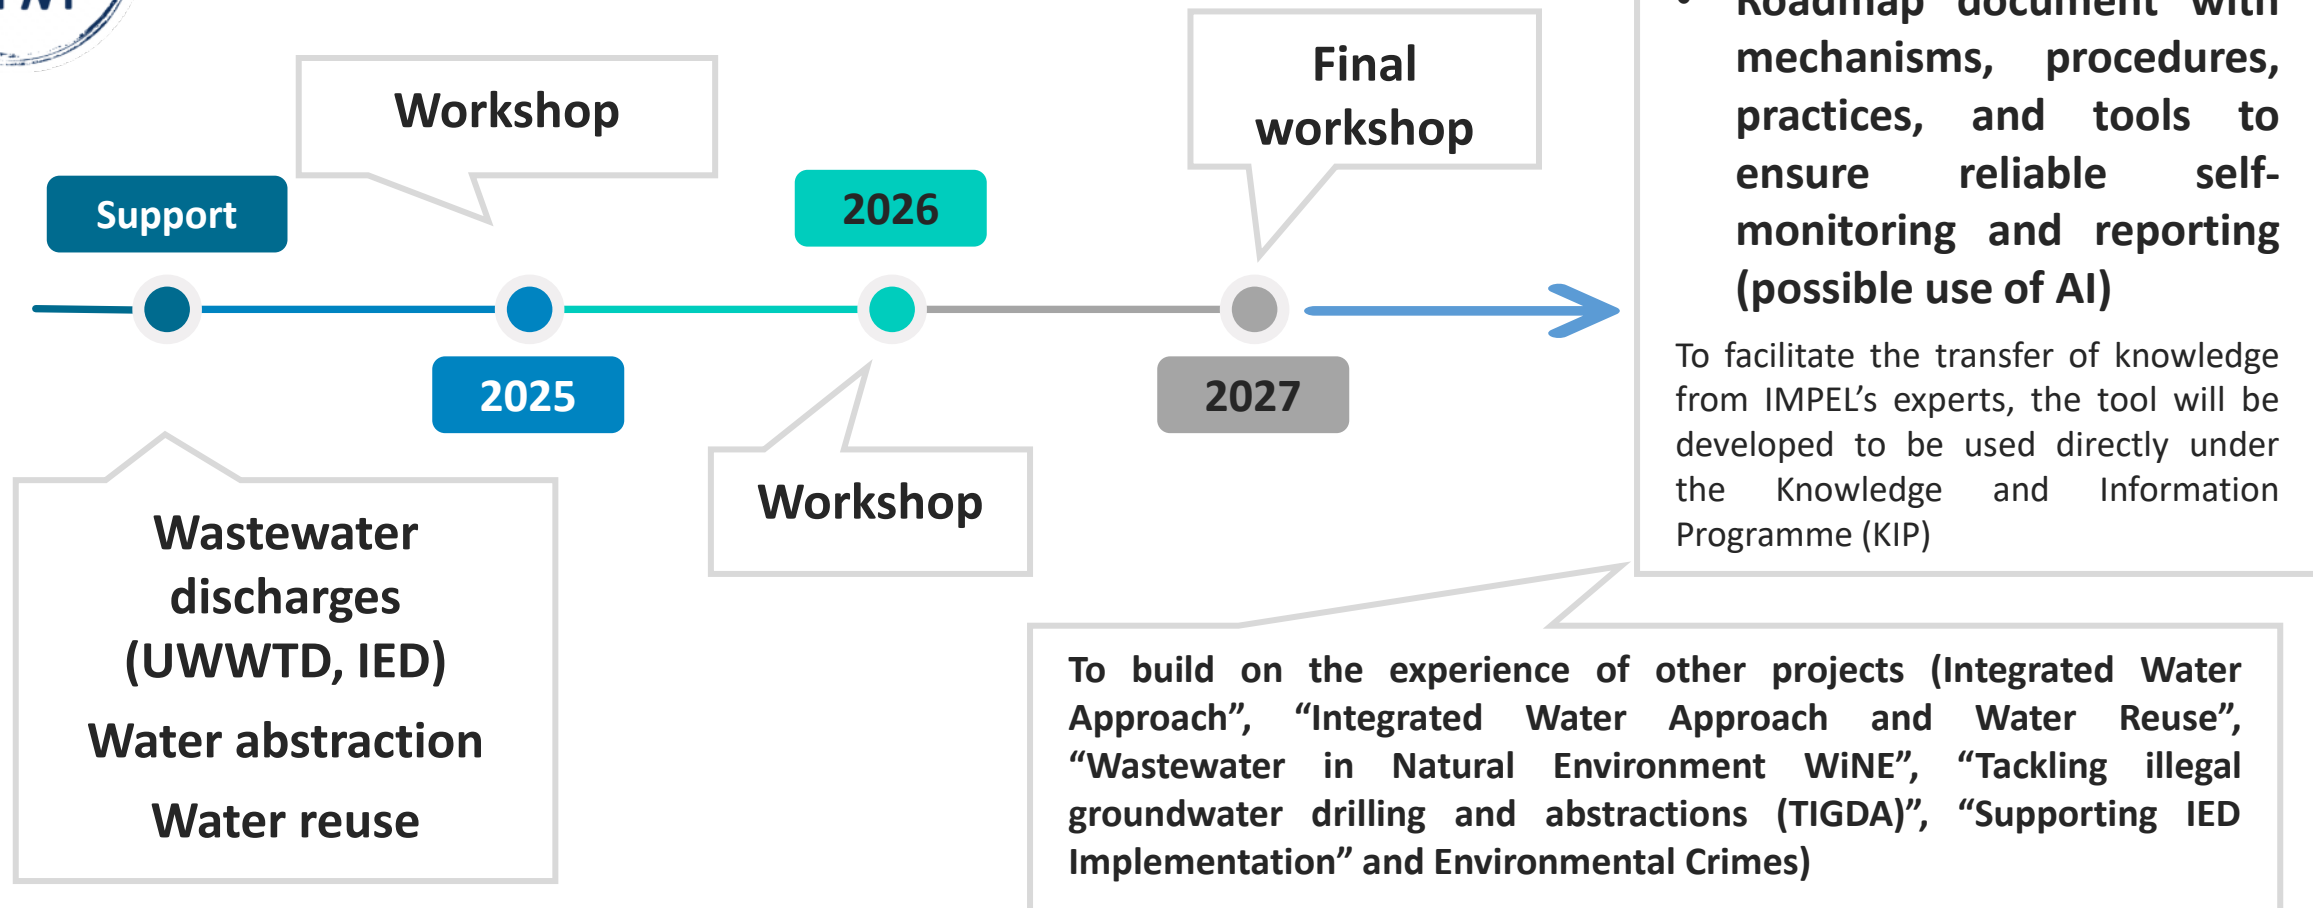 Workshop
Final
workshop
Support
2026
2025
2027
Workshop
Wastewater
discharges
(UWWTD, IED)
Water abstraction
Water reuse
• Roadmap document with
mechanisms, procedures,
practices, and tools to
ensure reliable self-
monitoring and reporting
(possible use of AI)
To facilitate the transfer of knowledge
from IMPEL’s experts, the tool will be
developed to be used directly under
the Knowledge and Information
Programme (KIP)
To build on the experience of other projects (Integrated Water
Approach”, “Integrated Water Approach and Water Reuse”,
“Wastewater in Natural Environment WiNE”, “Tackling illegal
groundwater drilling and abstractions (TIGDA)”, “Supporting IED
Implementation” and Environmental Crimes)